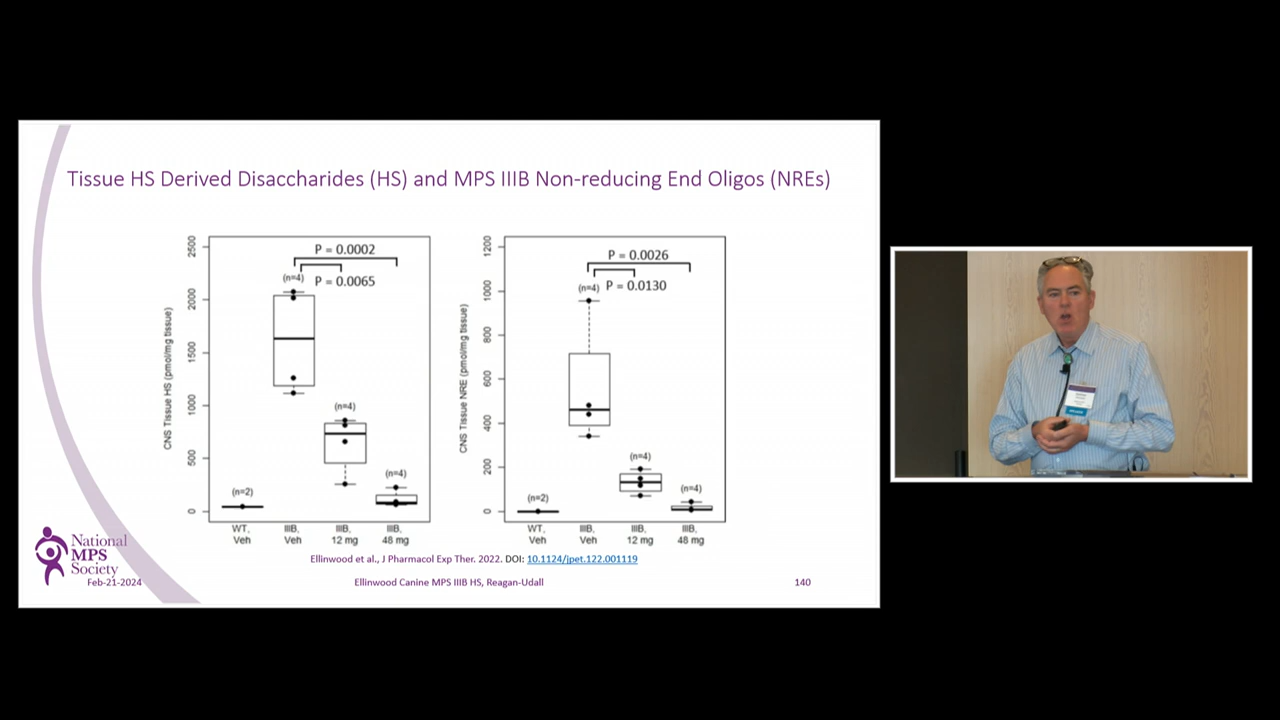 Tissue HS Derived Disaccharides (HS) and MPS IIIB Non-reducing End Oligos (NREs)
CNS Tissue HS (pmol/mg tissue)
2500
2000
1500
1000
500
0
P = 0.0002
P = 0.0065
(n=4)
(n=4)
(n=4)
(n=2)
WT,
Veh
IIIB,
Veh
IIIB,
12 mg
IIIB,
48 mg
CNS Tissue NRE (pmol/mg tissue)
1200
1000
800
600
400
200
0
P = 0.0026
P = 0.0130
(n=4)
(n=4)
(n=4)
(n=2)
WT,
Veh
IIIB,
Veh
IIIB,
12 mg
IIIB,
48 mg
Ellinwood et al., J Pharmacol Exp Ther. 2022. DOI: 10.1124/jpet.122.001119
National
MPS
Society
Feb-21-2024
Ellinwood Canine MPS IIIB HS, Reagan-Udall
140